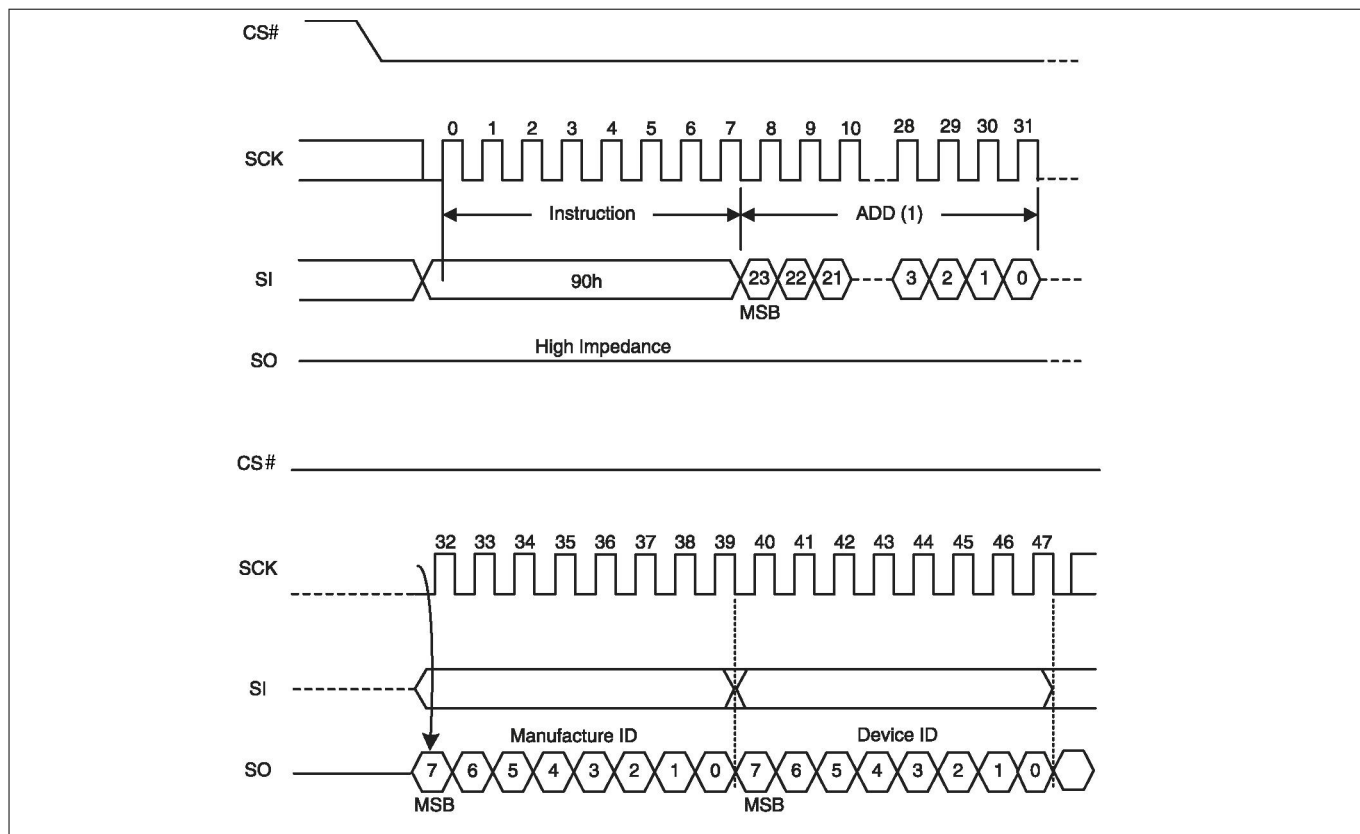 CS#
0 1 2 3 4 5 6 7 8 9 10 28 29 30 31
SCK
Instruction ADD (1)
SI 90h 23 22 21 3 2 1 0
MSB
High Impedance
SO
CS#
32 33 34 35 36 37 38 39 40 41 42 43 44 45 46 47
SCK
SI
Manufacture ID Device ID
SO 7 6 5 4 3 2 1 0 7 6 5 4 3 2 1 0
MSB MSB